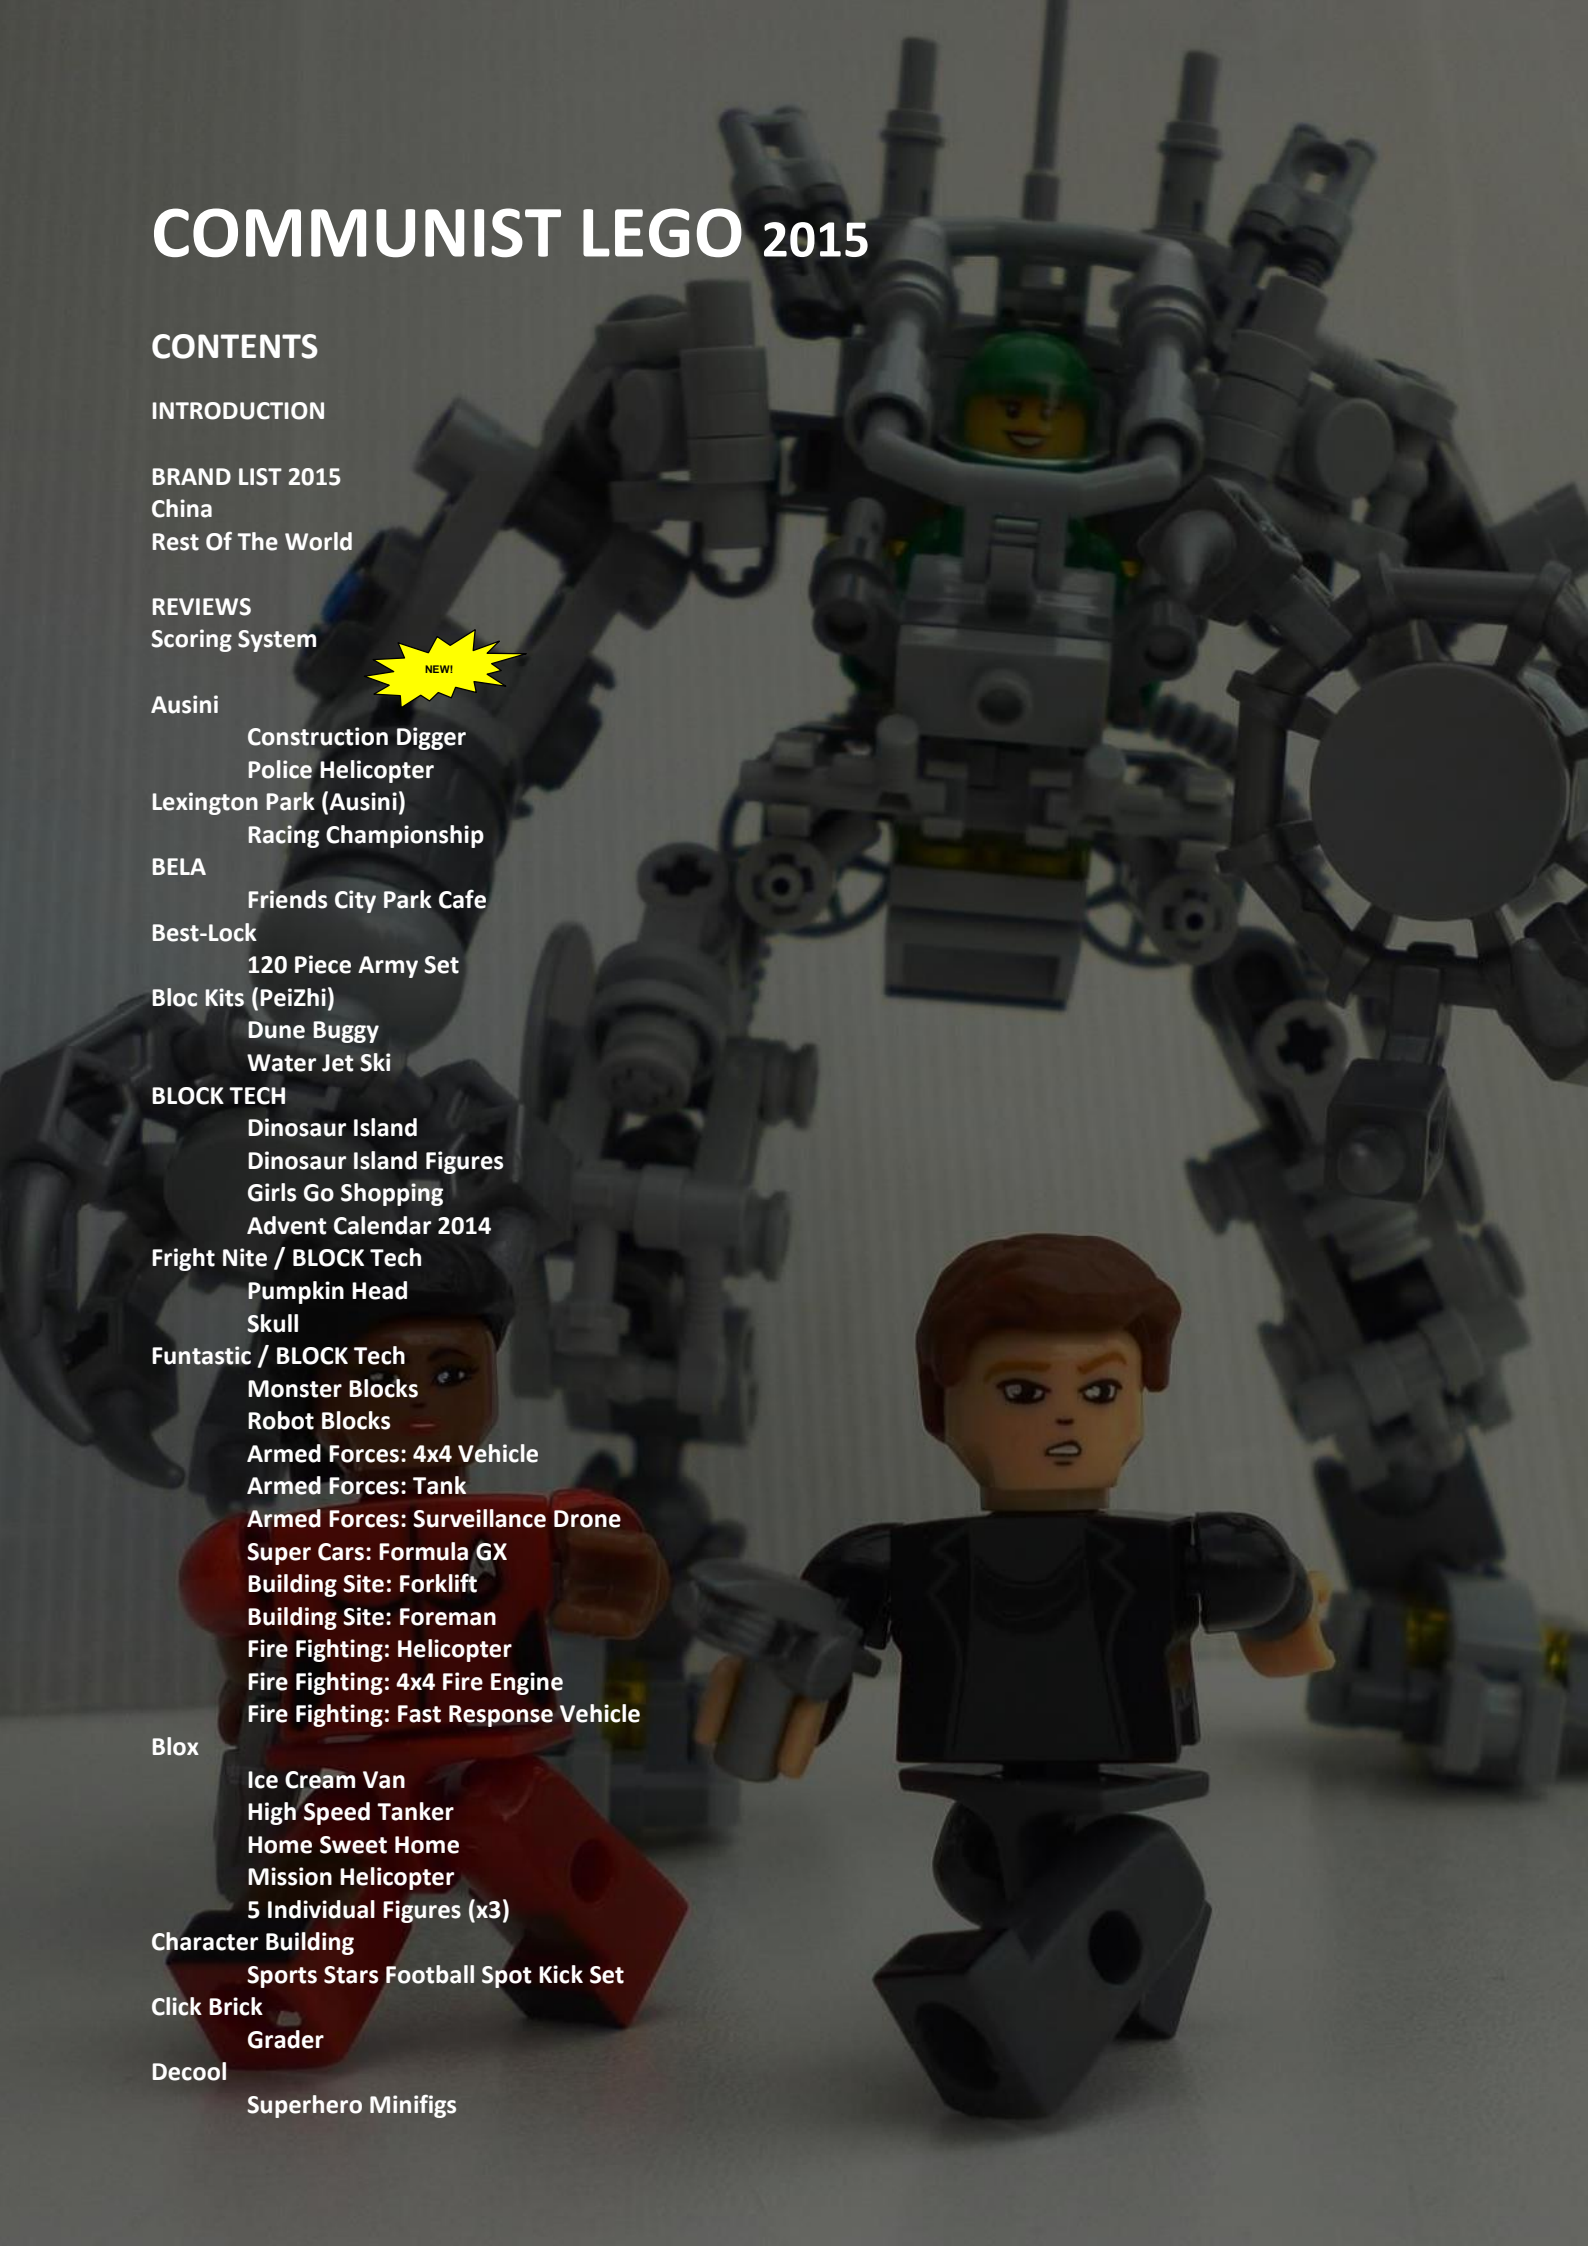 COMMUNIST LEGO 2015
CONTENTS
INTRODUCTION
BRAND LIST 2015
China
Rest Of The World
REVIEWS
Scoring System
NEW!
Ausini
Construction Digger
Police Helicopter
Lexington Park (Ausini)
Racing Championship
BELA
Friends City Park Cafe
Best-Lock
120 Piece Army Set
Bloc Kits (PeiZhi)
Dune Buggy
Water Jet Ski
BLOCK TECH
Dinosaur Island
Dinosaur Island Figures
Girls Go Shopping
Advent Calendar 2014
Fright Nite / BLOCK Tech
Pumpkin Head
Skull
Funtastic / BLOCK Tech
Monster Blocks
Robot Blocks
Armed Forces: 4x4 Vehicle
Armed Forces: Tank
Armed Forces: Surveillance Drone
Super Cars: Formula GX
Building Site: Forklift
Building Site: Foreman
Fire Fighting: Helicopter
Fire Fighting: 4x4 Fire Engine
Fire Fighting: Fast Response Vehicle
Blox
Ice Cream Van
High Speed Tanker
Home Sweet Home
Mission Helicopter
5 Individual Figures (x3)
Character Building
Sports Stars Football Spot Kick Set
Click Brick
Grader
Decool
Superhero Minifigs